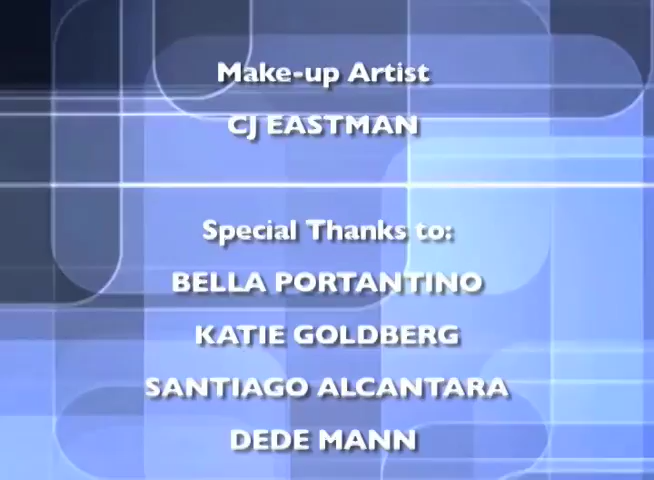 Make-up Artist
CJ EASTMAN
Special Thanks to:
BELLA PORTANTINO
KATIE GOLDBERG
SANTIAGO ALCANTARA
DEDE MANN